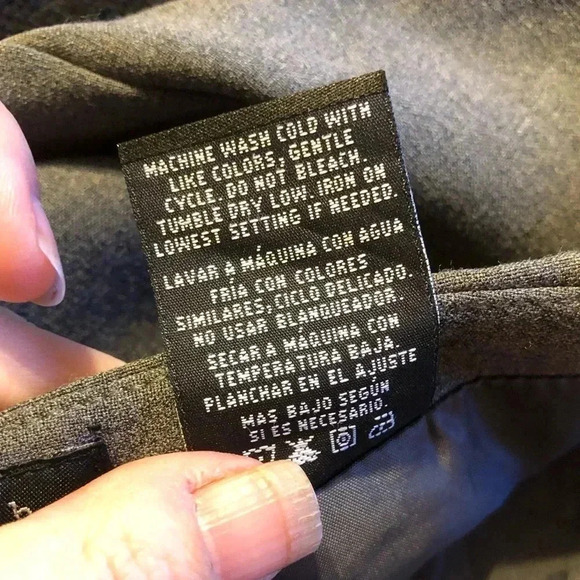 MACHINE WASH COLD WITH
LIKE COLORS, GENTLE
CYCLE. DO NOT BLEACH.
TUMBLE DRY LOW. IRON ON
LOWEST SETTING IF NEEDED.
LAVAR A MÁQUINA CON AGUA
FRÍA CON COLORES
SIMILARES, CICLO DELICADO.
NO USAR BLANQUEADOR.
SECAR A MÁQUINA CON
TEMPERATURA BAJA.
PLANCHAR EN EL AJUSTE
MAS BAJO SEGÚN
SI ES NECESARIO.